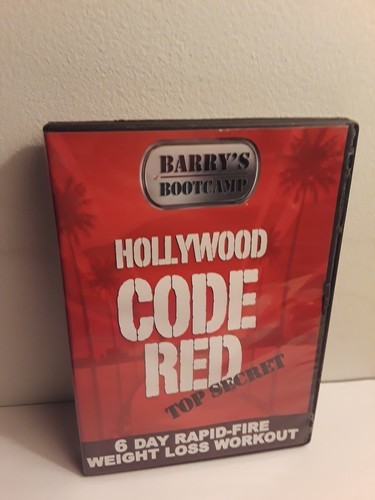 BARRY'S
BOOTCAMP
HOLLYWOOD
CODE
RED
TOP SECRET
6 DAY RAPID-FIRE
WEIGHT LOSS WORKOUT